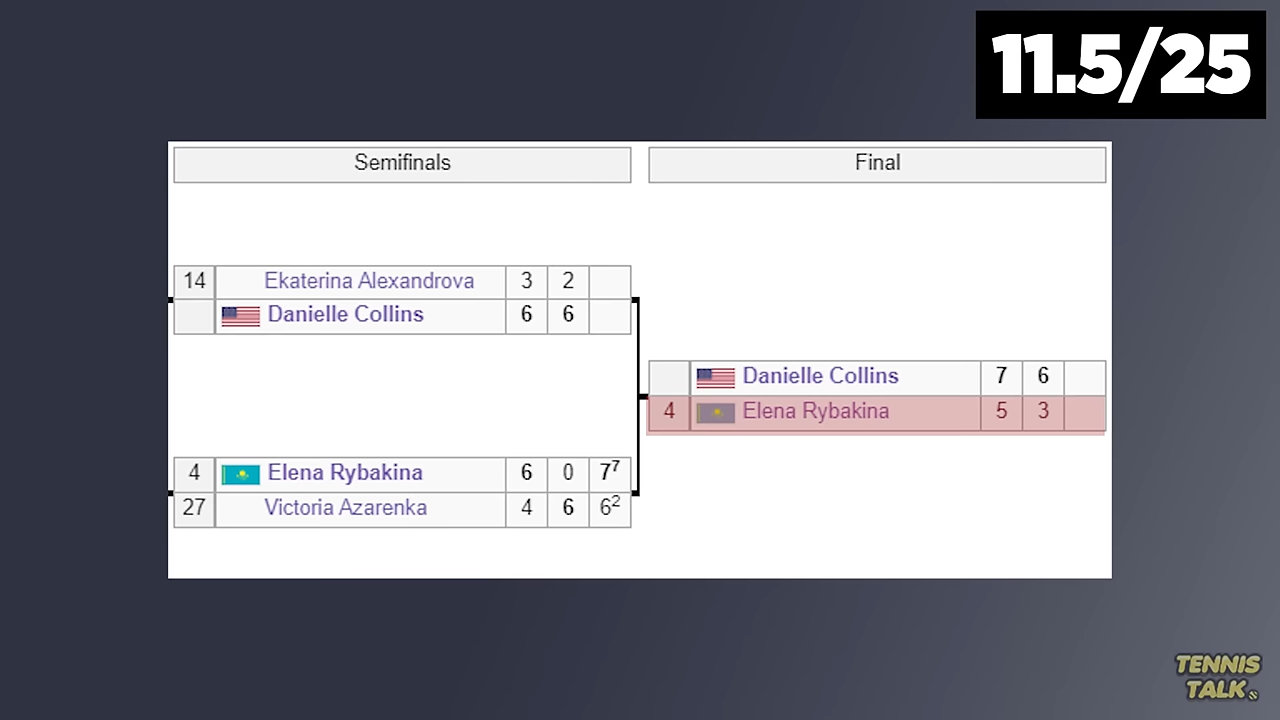 11.5/25
Semifinals Final
14 Ekaterina Alexandrova 3 2
Danielle Collins 6 6
Danielle Collins 7 6
4 Elena Rybakina 5 3
4 Elena Rybakina 6 0 7⁷
27 Victoria Azarenka 4 6 6²
TENNIS
TALK